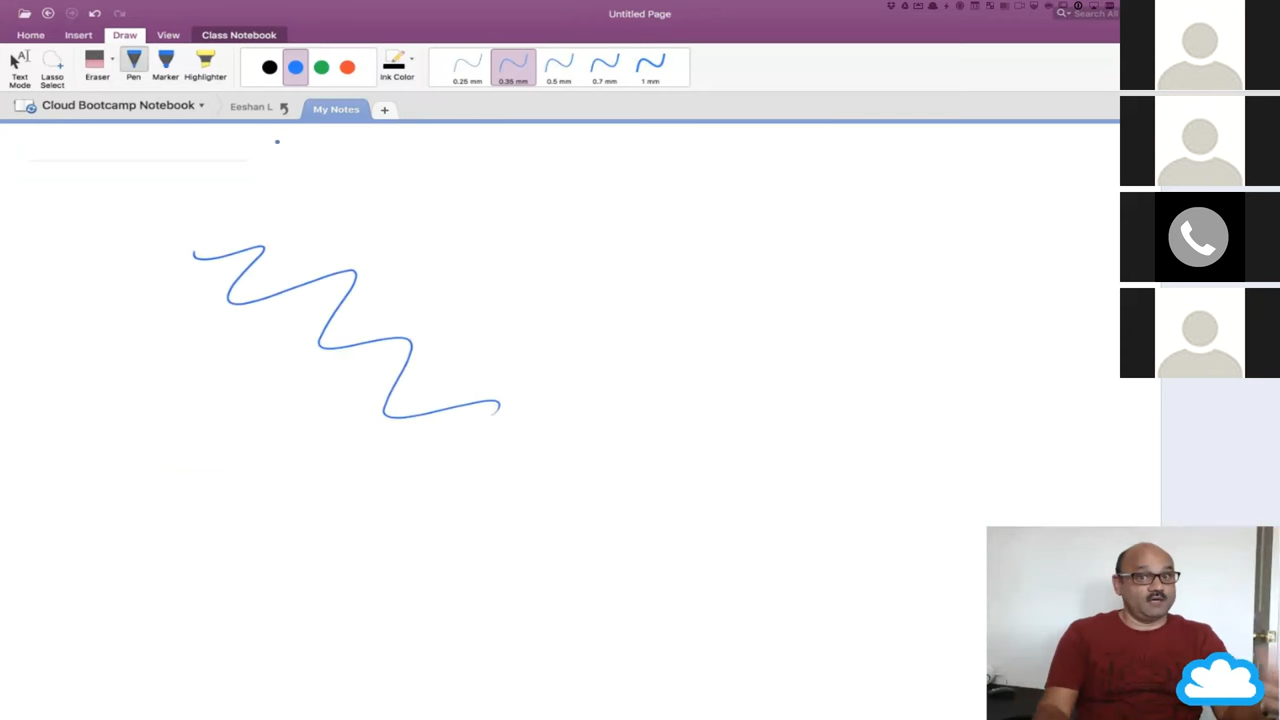 Untitled Page
Search All
Home Insert Draw View Class Notebook
Text Mode
Lasso Select
Eraser
Pen
Marker
Highlighter
Ink Color
0.25 mm
0.35 mm
0.5 mm
0.7 mm
1 mm
Cloud Bootcamp Notebook
Eeshan L
My Notes
+